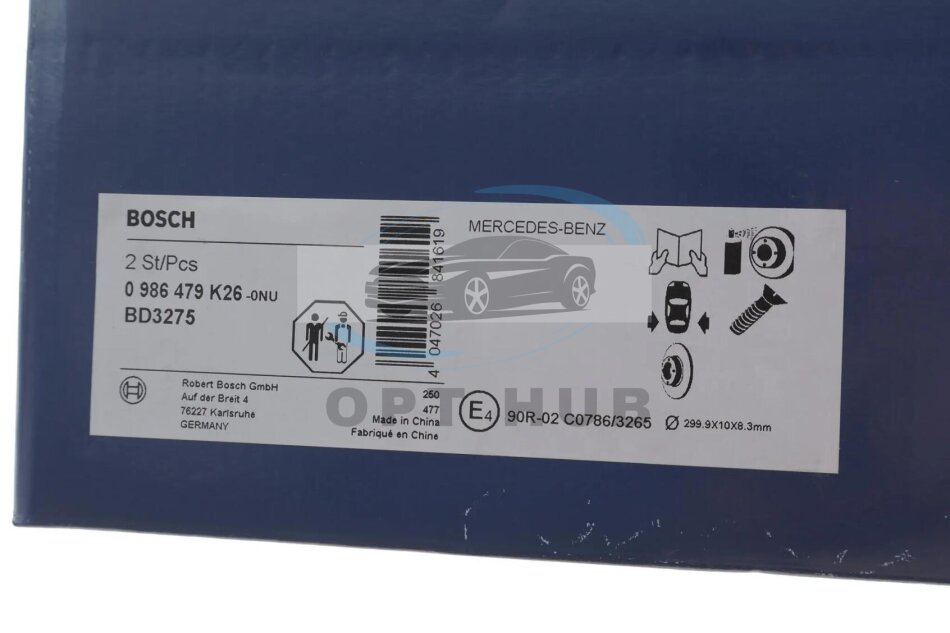 BOSCH
2 St/Pcs
0 986 479 K26 -0NU
BD3275
Robert Bosch GmbH
Auf der Breit 4
76227 Karlsruhe
GERMANY
4 047026 841619
250
477
Made in China
Fabriqué en Chine
MERCEDES-BENZ
E4 90R-02 C0786/3265 Ø 299.9X10X8.3mm
OPT HUB